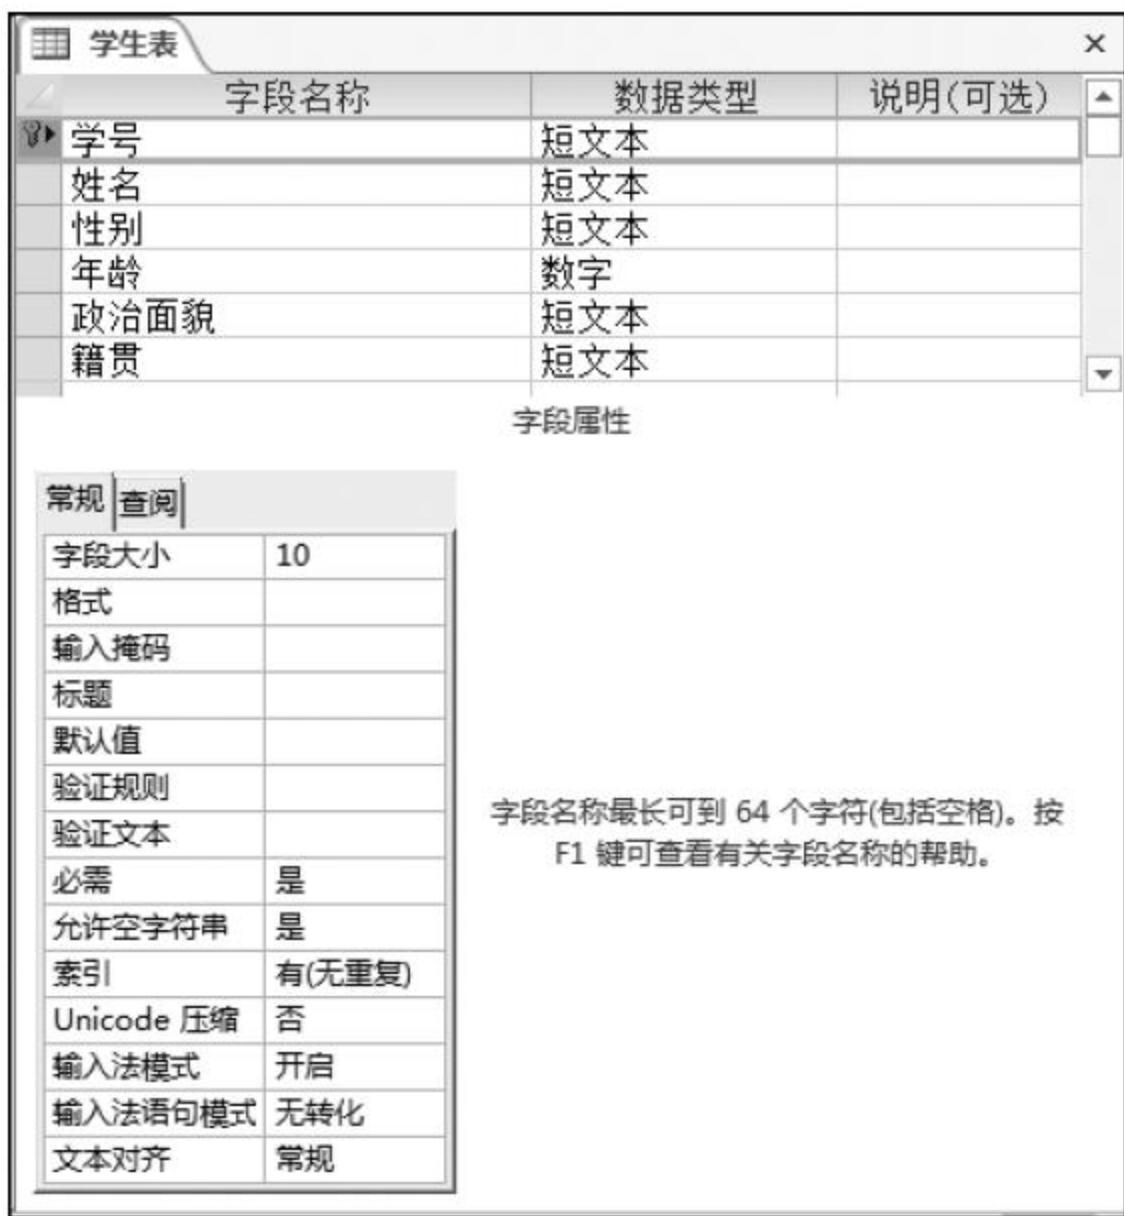 学生表
字段名称 数据类型 说明(可选)
学号 短文本
姓名 短文本
性别 短文本
年龄 数字
政治面貌 短文本
籍贯 短文本
字段属性
常规 查阅
字段大小 10
格式
输入掩码
标题
默认值
验证规则
验证文本
必需 是
允许空字符串 是
索引 有(无重复)
Unicode 压缩 否
输入法模式 开启
输入法语句模式 无转化
文本对齐 常规
字段名称最长可到 64 个字符(包括空格)。按
F1 键可查看有关字段名称的帮助。